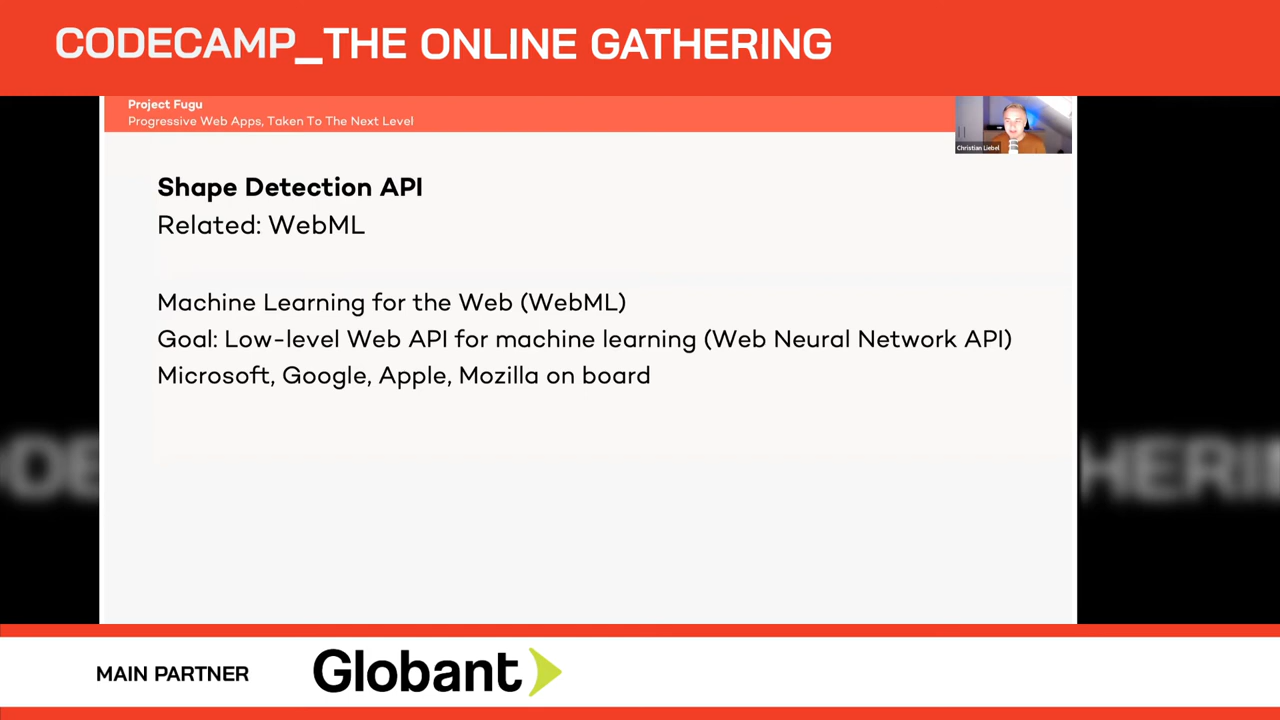 CODECAMP_THE ONLINE GATHERING
Project Fugu
Progressive Web Apps, Taken To The Next Level
Christian Liebel
Shape Detection API
Related: WebML
Machine Learning for the Web (WebML)
Goal: Low-level Web API for machine learning (Web Neural Network API)
Microsoft, Google, Apple, Mozilla on board
MAIN PARTNER
Globant